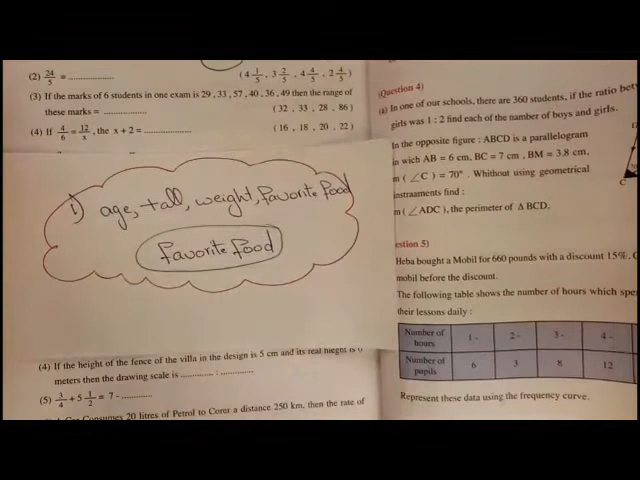 (2) 24/5 = ............... (4 1/5 , 3 2/5 , 4 4/5 , 2 4/5)
(3) If the marks of 6 students in one exam is 29 , 33 , 57 , 40 , 36 , 49 then the range of
these marks = ............... (32 , 33 , 28 , 86)
(4) If 4/6 = 12/x , the x + 2 = ............... (16 , 18 , 20 , 22)
1) age, tall, weight, favorite food
favorite food
(4) If the height of the fence of the villa in the design is 5 cm and its real hieght is 6
meters then the drawing scale is ........... : ...........
(5) 3/4 + 5 1/2 = 7 - ...........
Consumes 20 litres of Petrol to Corer a distance 250 km, then the rate of
(Question 4)
(a) In one of our schools, there are 360 students, if the ratio
girls was 1 : 2 find each of the number of boys and girls.
In the opposite figure : ABCD is a parallelogram
in wich AB = 6 cm, BC = 7 cm , BM = 3.8 cm,
m (∠C) = 70° . Whithout using geometrical
instraaments find :
m (∠ADC), the perimeter of Δ BCD.
C
estion 5)
Heba bought a Mobil for 660 pounds with a discount 15%.
mobil before the discount.
The following table shows the number of hours which
their lessons daily :
Number of hours 1 - 2 - 3 - 4 -
Number of pupils 6 3 8 12
Represent these data using the frequency curve.